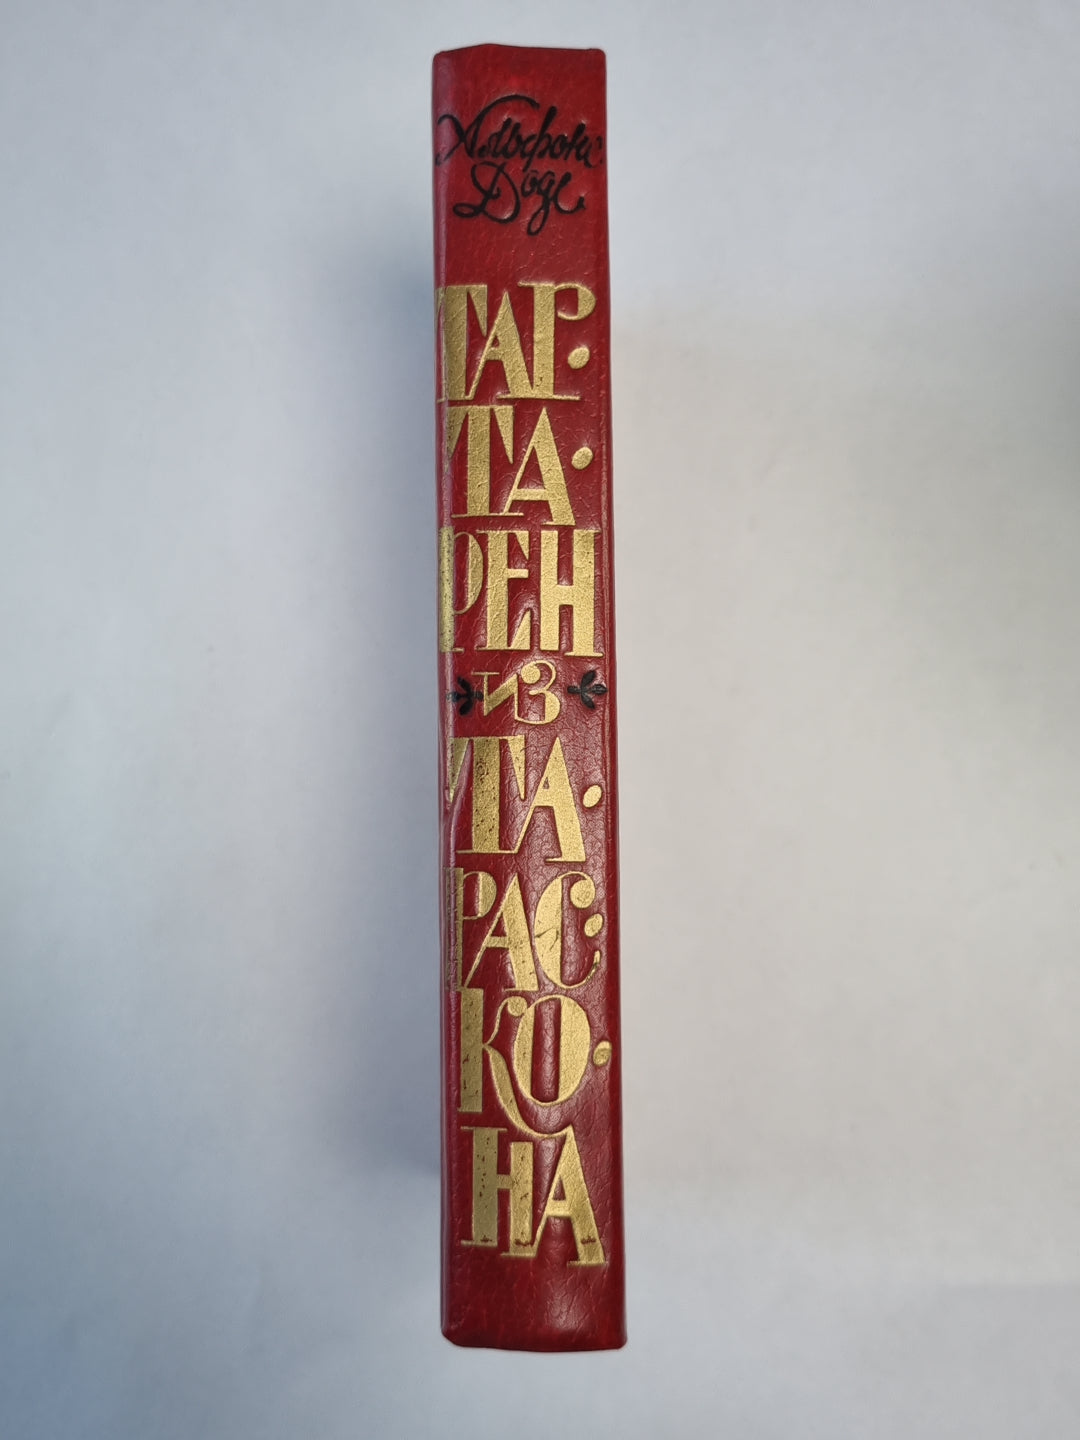 Альфонс
Доде
ТАР·
ТА·
РЕН
ИЗ
ТА·
РАС·
КО·
НА